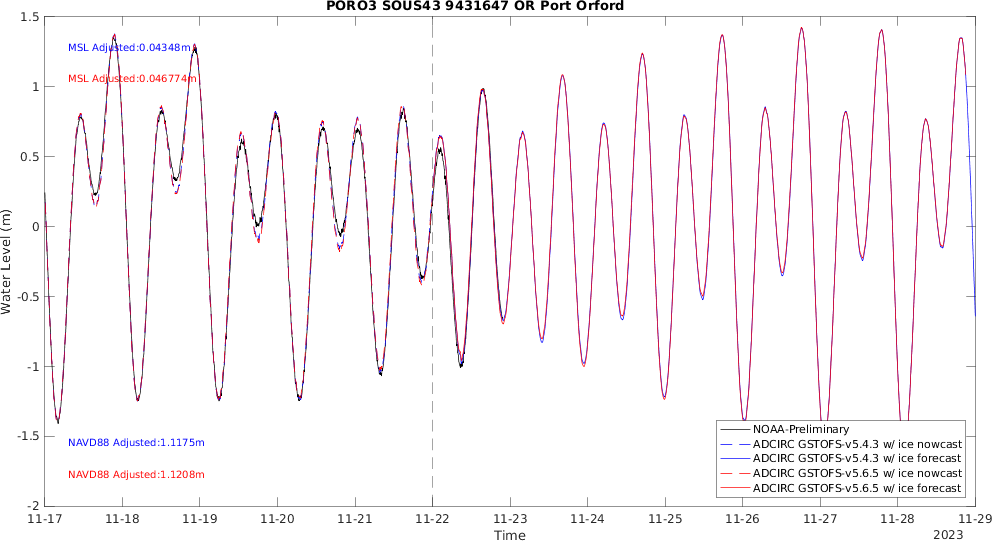 PORO3 SOUS43 9431647 OR Port Orford
MSL Adjusted:0.04348m
MSL Adjusted:0.046774m
NAVD88 Adjusted:1.1175m
NAVD88 Adjusted:1.1208m
Water Level (m)
1.5
1
0.5
0
-0.5
-1
-1.5
-2
NOAA-Preliminary
ADCIRC GSTOFS-v5.4.3 w/ ice nowcast
ADCIRC GSTOFS-v5.4.3 w/ ice forecast
ADCIRC GSTOFS-v5.6.5 w/ ice nowcast
ADCIRC GSTOFS-v5.6.5 w/ ice forecast
11-17 11-18 11-19 11-20 11-21 11-22 11-23 11-24 11-25 11-26 11-27 11-28 11-29
Time
2023